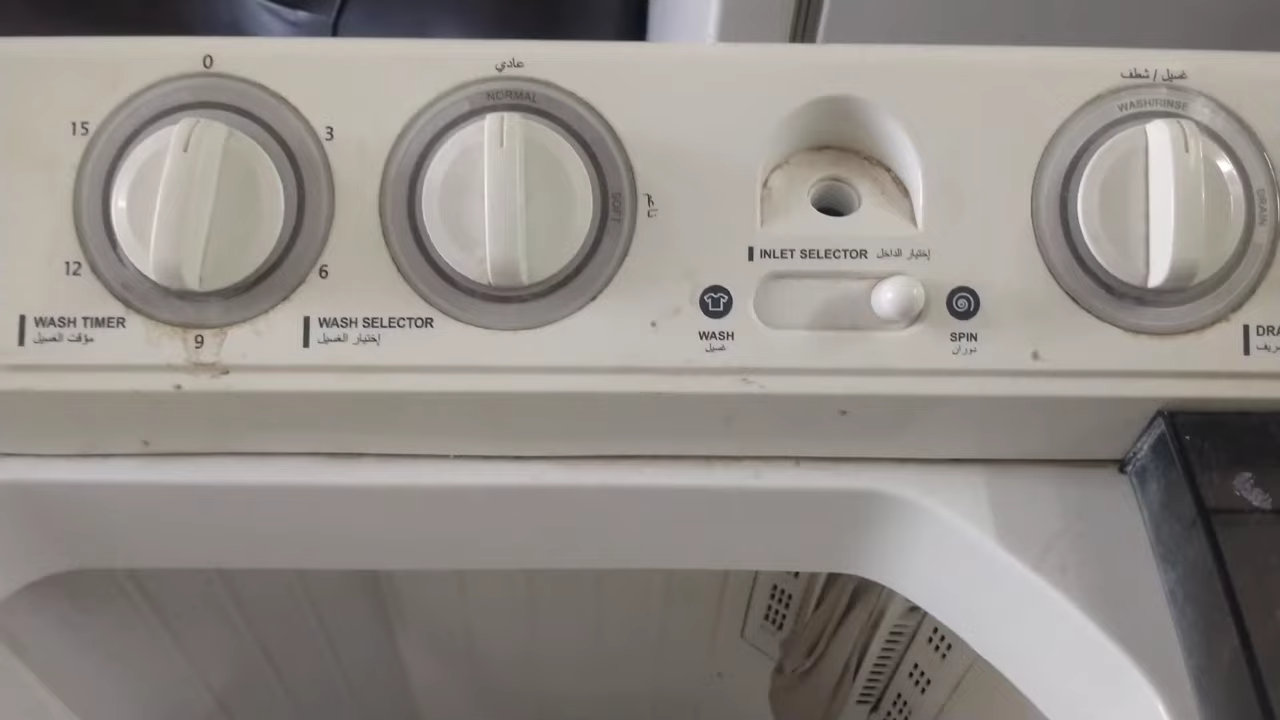 0
15
3
12
6
9
WASH TIMER
مؤقت الغسيل
عادي
NORMAL
SOFT
WASH SELECTOR
إختيار الغسيل
INLET SELECTOR إختيار الداخل
WASH
غسيل
SPIN
دوران
غسيل / شطف
WASH/RINSE
DRAIN
DRA